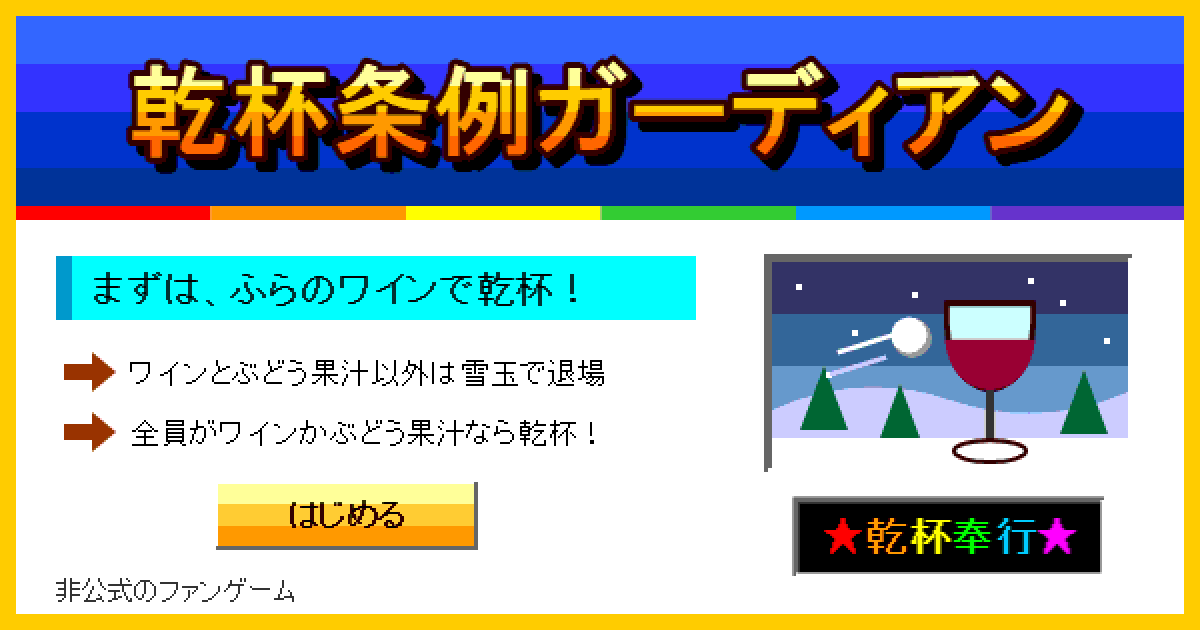 乾杯条例ガーディアン
まずは、ふらのワインで乾杯！
ワインとぶどう果汁以外は雪玉で退場
全員がワインかぶどう果汁なら乾杯！
はじめる
★乾杯奉行★
非公式のファンゲーム